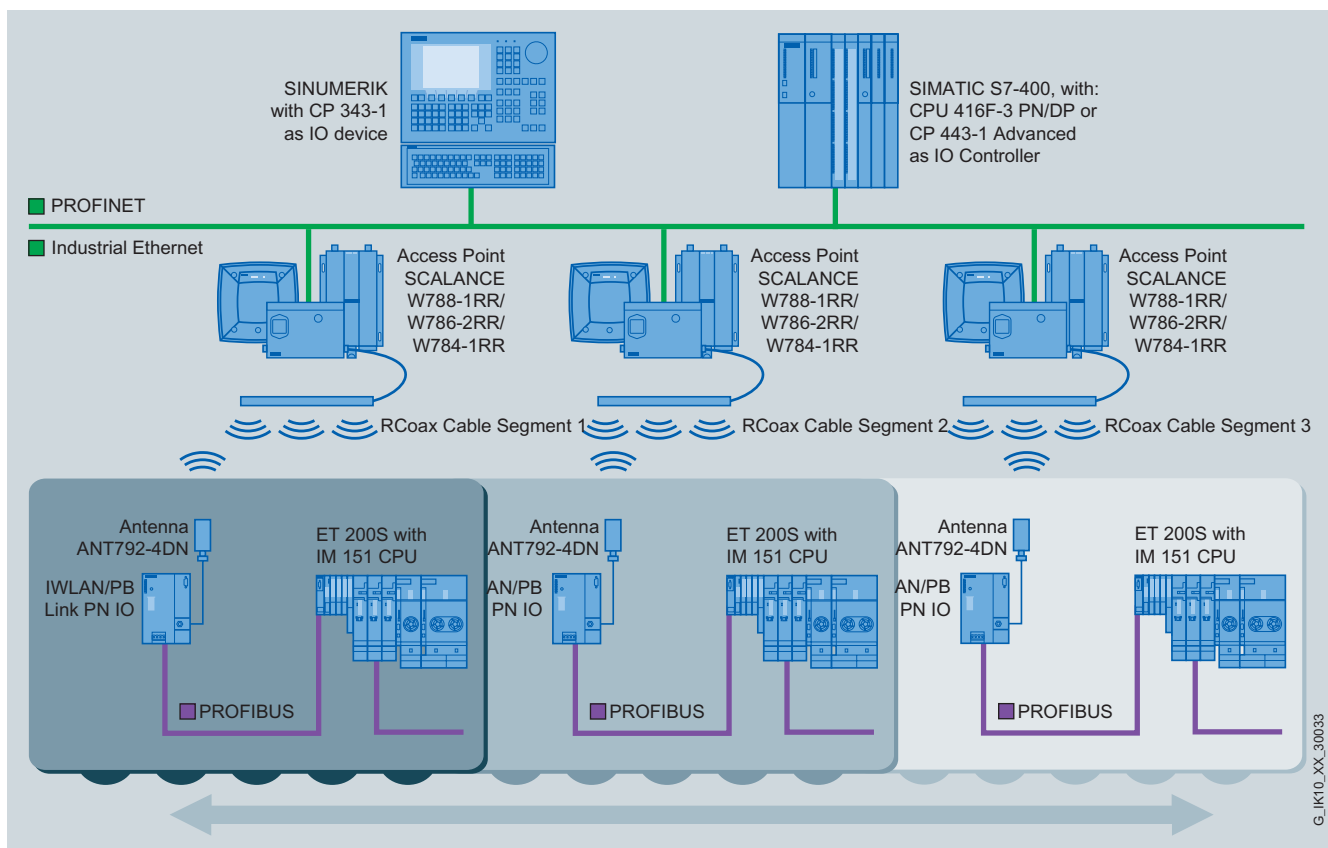 SINUMERIK
with CP 343-1
as IO device
SIMATIC S7-400, with:
CPU 416F-3 PN/DP or
CP 443-1 Advanced
as IO Controller
PROFINET
Industrial Ethernet
Access Point
SCALANCE
W788-1RR/
W786-2RR/
W784-1RR
Access Point
SCALANCE
W788-1RR/
W786-2RR/
W784-1RR
Access Point
SCALANCE
W788-1RR/
W786-2RR/
W784-1RR
RCoax Cable Segment 1
RCoax Cable Segment 2
RCoax Cable Segment 3
Antenna
ANT792-4DN
ET 200S with
IM 151 CPU
IWLAN/PB
Link PN IO
PROFIBUS
Antenna
ANT792-4DN
ET 200S with
IM 151 CPU
AN/PB
PN IO
PROFIBUS
Antenna
ANT792-4DN
ET 200S with
IM 151 CPU
AN/PB
PN IO
PROFIBUS
G_IK10_XX_30033